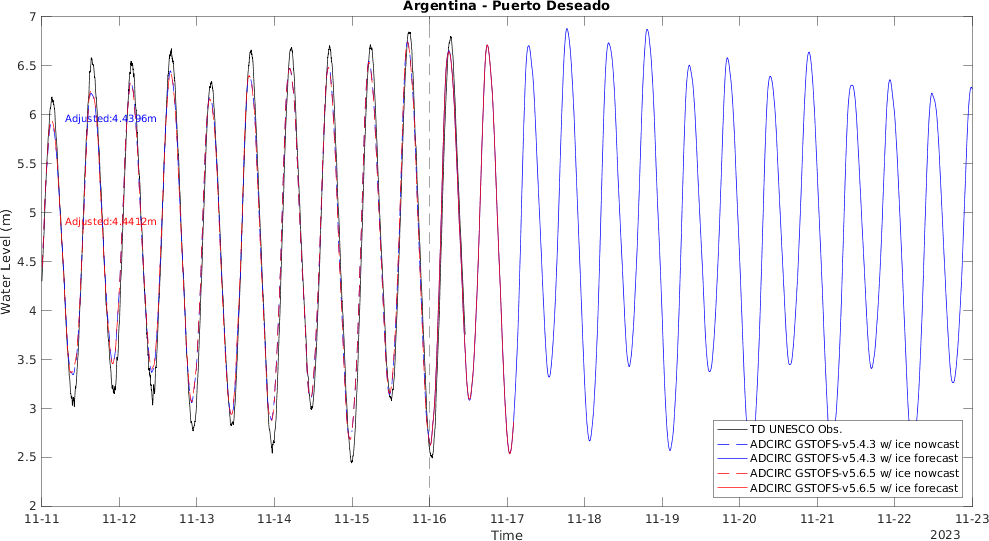 Argentina - Puerto Deseado
7
6.5
6
5.5
5
4.5
4
3.5
3
2.5
2
Water Level (m)
Adjusted:4.4396m
Adjusted:4.4412m
TD UNESCO Obs.
ADCIRC GSTOFS-v5.4.3 w/ ice nowcast
ADCIRC GSTOFS-v5.4.3 w/ ice forecast
ADCIRC GSTOFS-v5.6.5 w/ ice nowcast
ADCIRC GSTOFS-v5.6.5 w/ ice forecast
11-11 11-12 11-13 11-14 11-15 11-16 11-17 11-18 11-19 11-20 11-21 11-22 11-23
Time
2023